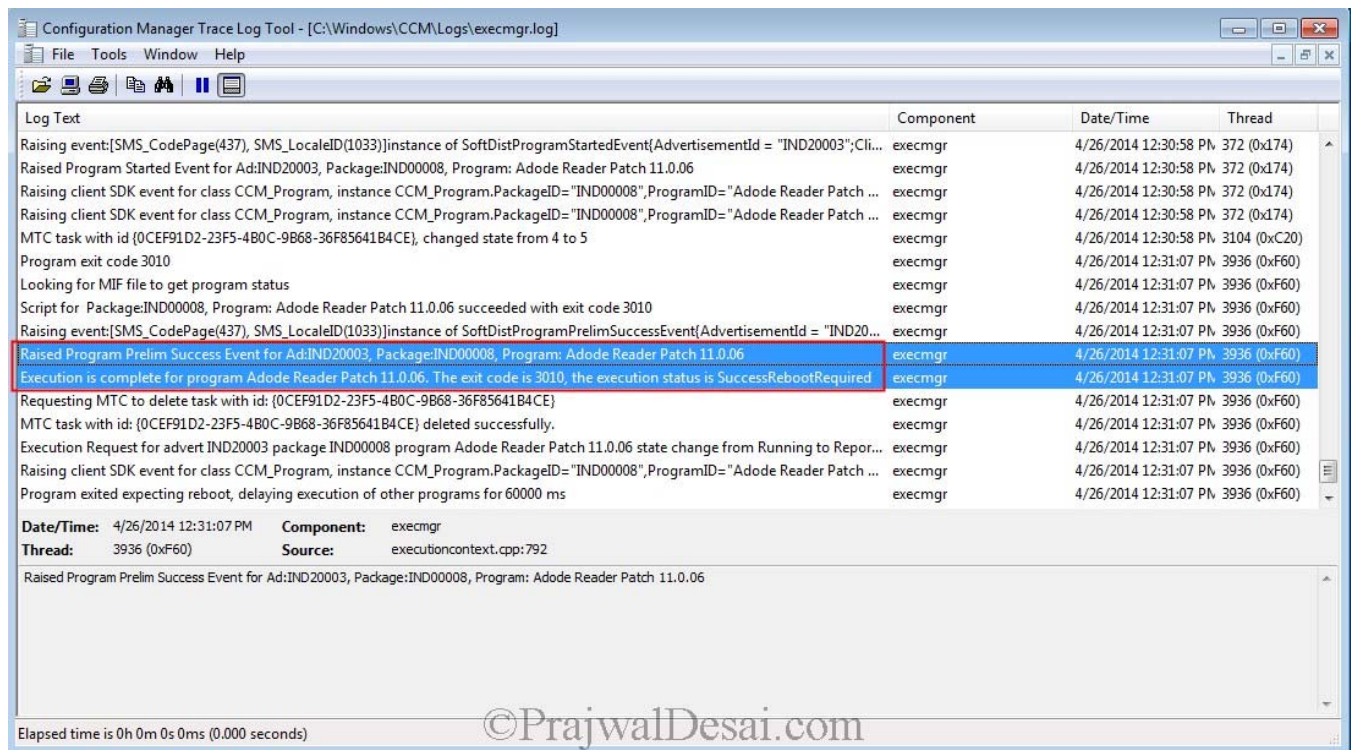 Configuration Manager Trace Log Tool - [C:\Windows\CCM\Logs\execmgr.log]
File Tools Window Help
Log Text Component Date/Time Thread
Raising event:[SMS_CodePage(437), SMS_LocaleID(1033)]instance of SoftDistProgramStartedEvent{AdvertisementId = "IND20003";Cli... execmgr 4/26/2014 12:30:58 PM 372 (0x174)
Raised Program Started Event for Ad:IND20003, Package:IND00008, Program: Adode Reader Patch 11.0.06 execmgr 4/26/2014 12:30:58 PM 372 (0x174)
Raising client SDK event for class CCM_Program, instance CCM_Program.PackageID="IND00008",ProgramID="Adode Reader Patch ... execmgr 4/26/2014 12:30:58 PM 372 (0x174)
Raising client SDK event for class CCM_Program, instance CCM_Program.PackageID="IND00008",ProgramID="Adode Reader Patch ... execmgr 4/26/2014 12:30:58 PM 372 (0x174)
MTC task with id {0CEF91D2-23F5-4B0C-9B68-36F85641B4CE}, changed state from 4 to 5 execmgr 4/26/2014 12:30:58 PM 3104 (0xC20)
Program exit code 3010 execmgr 4/26/2014 12:31:07 PM 3936 (0xF60)
Looking for MIF file to get program status execmgr 4/26/2014 12:31:07 PM 3936 (0xF60)
Script for Package:IND00008, Program: Adode Reader Patch 11.0.06 succeeded with exit code 3010 execmgr 4/26/2014 12:31:07 PM 3936 (0xF60)
Raising event:[SMS_CodePage(437), SMS_LocaleID(1033)]instance of SoftDistProgramPrelimSuccessEvent{AdvertisementId = "IND20... execmgr 4/26/2014 12:31:07 PM 3936 (0xF60)
Raised Program Prelim Success Event for Ad:IND20003, Package:IND00008, Program: Adode Reader Patch 11.0.06 execmgr 4/26/2014 12:31:07 PM 3936 (0xF60)
Execution is complete for program Adode Reader Patch 11.0.06. The exit code is 3010, the execution status is SuccessRebootRequired execmgr 4/26/2014 12:31:07 PM 3936 (0xF60)
Requesting MTC to delete task with id: {0CEF91D2-23F5-4B0C-9B68-36F85641B4CE} execmgr 4/26/2014 12:31:07 PM 3936 (0xF60)
MTC task with id: {0CEF91D2-23F5-4B0C-9B68-36F85641B4CE} deleted successfully. execmgr 4/26/2014 12:31:07 PM 3936 (0xF60)
Execution Request for advert IND20003 package IND00008 program Adode Reader Patch 11.0.06 state change from Running to Repor... execmgr 4/26/2014 12:31:07 PM 3936 (0xF60)
Raising client SDK event for class CCM_Program, instance CCM_Program.PackageID="IND00008",ProgramID="Adode Reader Patch ... execmgr 4/26/2014 12:31:07 PM 3936 (0xF60)
Program exited expecting reboot, delaying execution of other programs for 60000 ms execmgr 4/26/2014 12:31:07 PM 3936 (0xF60)
Date/Time: 4/26/2014 12:31:07 PM Component: execmgr
Thread: 3936 (0xF60) Source: executioncontext.cpp:792
Raised Program Prelim Success Event for Ad:IND20003, Package:IND00008, Program: Adode Reader Patch 11.0.06
©PrajwalDesai.com
Elapsed time is 0h 0m 0s 0ms (0.000 seconds)